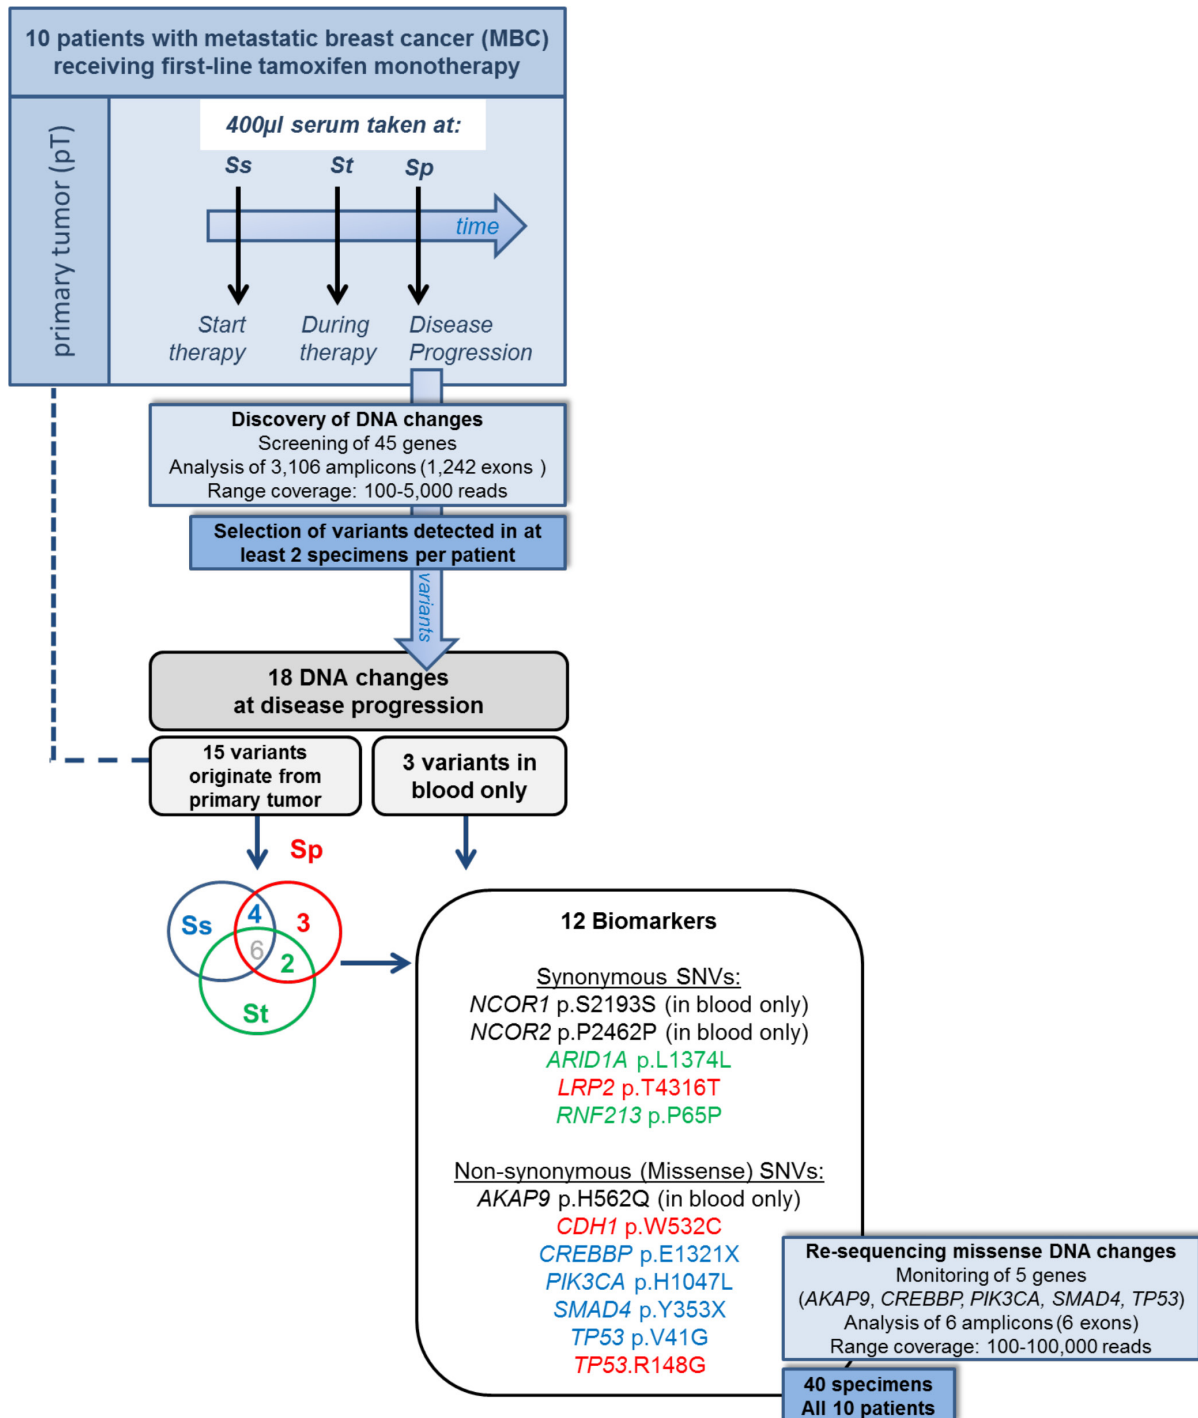 10 patients with metastatic breast cancer (MBC)
receiving first-line tamoxifen monotherapy
primary tumor (pT)
400µl serum taken at:
Ss St Sp
time
Start therapy
During therapy
Disease Progression
Discovery of DNA changes
Screening of 45 genes
Analysis of 3,106 amplicons (1,242 exons )
Range coverage: 100-5,000 reads
Selection of variants detected in at
least 2 specimens per patient
variants
18 DNA changes
at disease progression
15 variants
originate from
primary tumor
3 variants in
blood only
Sp
Ss
4
3
6
2
St
12 Biomarkers
Synonymous SNVs:
NCOR1 p.S2193S (in blood only)
NCOR2 p.P2462P (in blood only)
ARID1A p.L1374L
LRP2 p.T4316T
RNF213 p.P65P
Non-synonymous (Missense) SNVs:
AKAP9 p.H562Q (in blood only)
CDH1 p.W532C
CREBBP p.E1321X
PIK3CA p.H1047L
SMAD4 p.Y353X
TP53 p.V41G
TP53.R148G
Re-sequencing missense DNA changes
Monitoring of 5 genes
(AKAP9, CREBBP, PIK3CA, SMAD4, TP53)
Analysis of 6 amplicons (6 exons)
Range coverage: 100-100,000 reads
40 specimens
All 10 patients